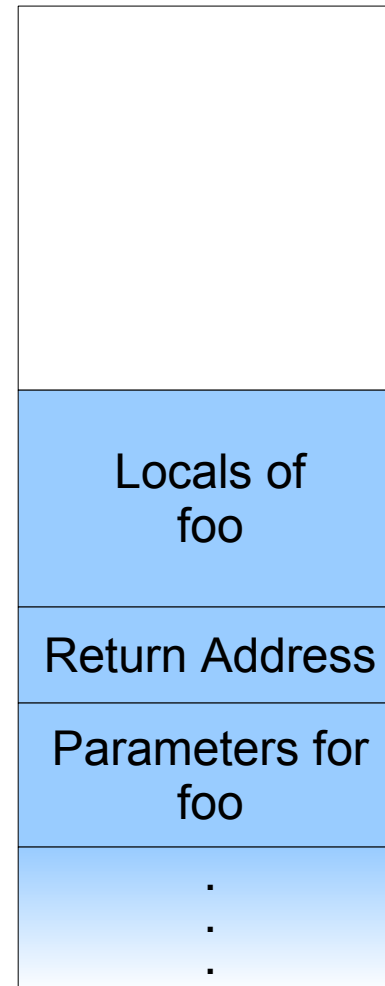 Locals of
foo
Return Address
Parameters for
foo
.
.
.